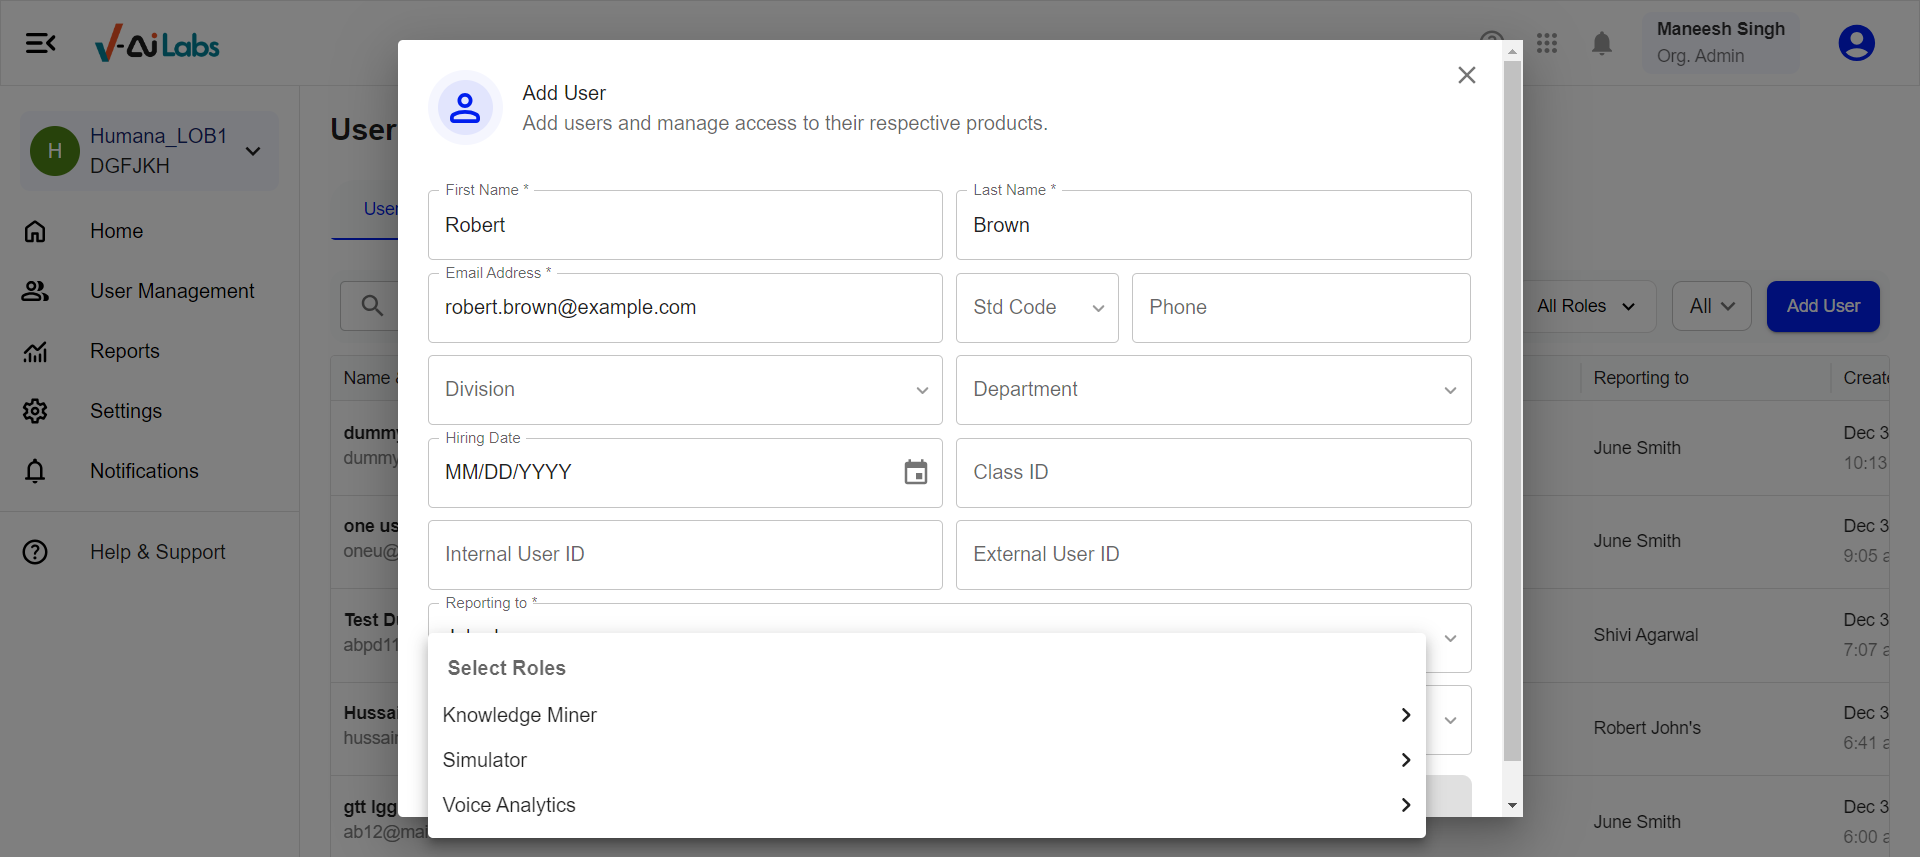 V-Ai Labs
Maneesh Singh
Org. Admin
H
Humana_LOB1
DGFJKH
Home
User Management
Reports
Settings
Notifications
Help & Support
User
User
All Roles
All
Add User
Name
Reporting to
Create
dummy
dummy
June Smith
Dec 3
10:13
one us
oneu@
June Smith
Dec 3
9:05 a
Test Du
abpd11
Shivi Agarwal
Dec 3
7:07 a
Hussai
hussain
Robert John's
Dec 3
6:41 a
gtt lgg
ab12@mai
June Smith
Dec 3
6:00 a
Add User
Add users and manage access to their respective products.
First Name *
Robert
Last Name *
Brown
Email Address *
robert.brown@example.com
Std Code
Phone
Division
Department
Hiring Date
MM/DD/YYYY
Class ID
Internal User ID
External User ID
Reporting to *
Select Roles
Knowledge Miner
Simulator
Voice Analytics